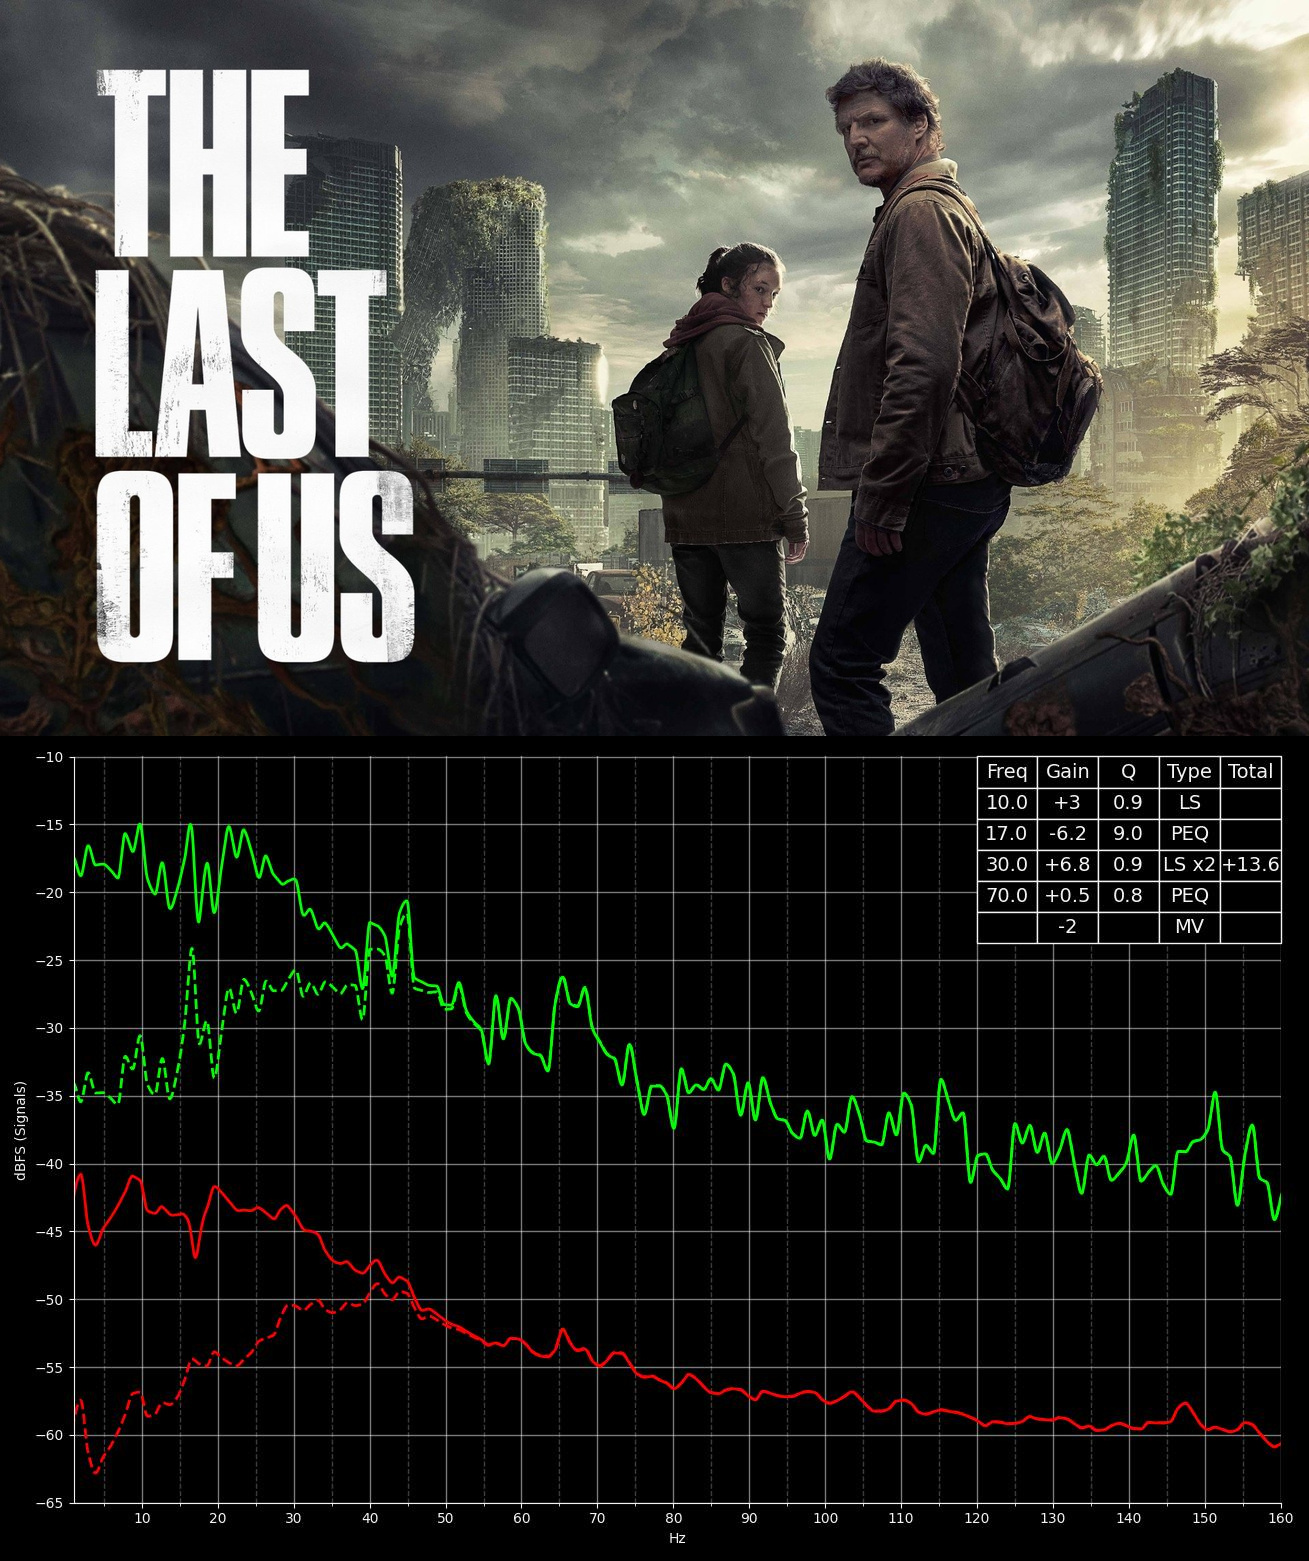 THE
LAST
OF US
Freq Gain Q Type Total
10.0 +3 0.9 LS
17.0 -6.2 9.0 PEQ
30.0 +6.8 0.9 LS x2 +13.6
70.0 +0.5 0.8 PEQ
-2 MV
−10
−15
−20
−25
−30
−35
−40
−45
−50
−55
−60
−65
dBFS (Signals)
10 20 30 40 50 60 70 80 90 100 110 120 130 140 150 160
Hz